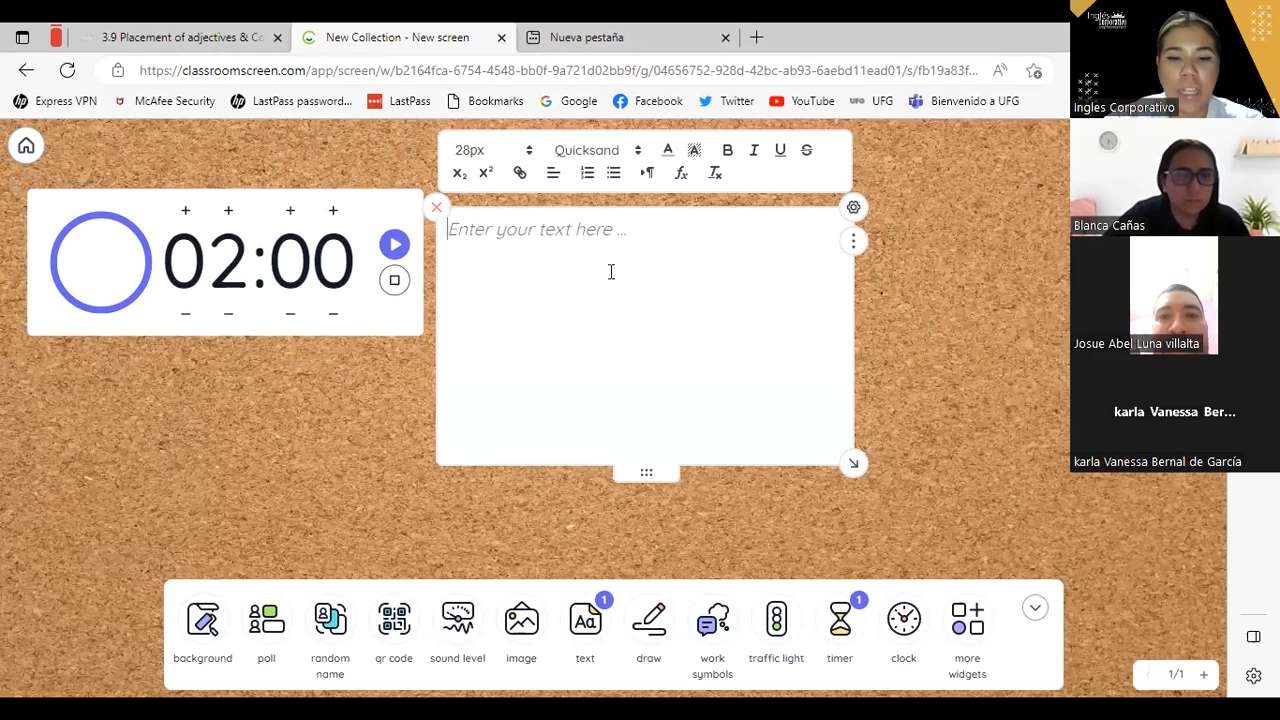 3.9 Placement of adjectives & Co
New Collection - New screen
Nueva pestaña
https://classroomscreen.com/app/screen/w/b2164fca-6754-4548-bb0f-9a721d02bb9f/g/04656752-928d-42bc-ab93-6aebd11ead01/s/fb19a83f...
Express VPN
McAfee Security
LastPass password...
LastPass
Bookmarks
Google
Facebook
Twitter
YouTube
UFG
Bienvenido a UFG
28px
Quicksand
02:00
Enter your text here ...
background
poll
random name
qr code
sound level
image
1
text
draw
work symbols
traffic light
1
timer
clock
more widgets
1/1
Inglés Corporativo
Ingles Corporativo
Blanca Cañas
Josue Abel Luna villalta
karla Vanessa Ber...
karla Vanessa Bernal de García